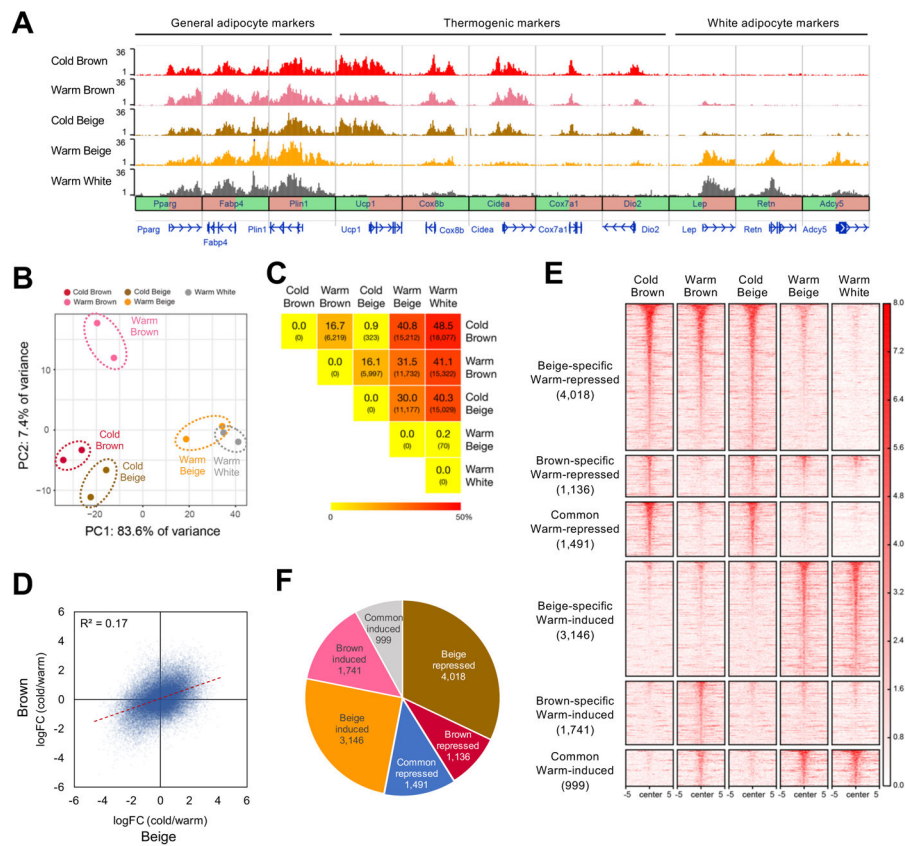 A
General adipocyte markers
Thermogenic markers
White adipocyte markers
Cold Brown
36
1
Warm Brown
36
1
Cold Beige
36
1
Warm Beige
36
1
Warm White
36
1
Pparg Fabp4 Plin1 Ucp1 Cox8b Cidea Cox7a1 Dio2 Lep Retn Adcy5
Pparg Fabp4 Plin1 Ucp1 Cox8b Cidea Cox7a1 Dio2 Lep Retn Adcy5
B
Cold Brown Cold Beige Warm White
Warm Brown Warm Beige
Warm
Brown
Cold
Brown
Cold
Beige
Warm
Beige
Warm
White
10
0
−10
−20 0 20 40
PC2: 7.4% of variance
PC1: 83.6% of variance
C
Cold Warm Cold Warm Warm
Brown Brown Beige Beige White
0.0 16.7 0.9 40.8 48.5
(0) (6,219) (323) (15,212) (18,077)
Cold
Brown
0.0 16.1 31.5 41.1
(0) (5,997) (11,732) (15,322)
Warm
Brown
0.0 30.0 40.3
(0) (11,177) (15,029)
Cold
Beige
0.0 0.2
(0) (70)
Warm
Beige
0.0
(0)
Warm
White
0 50%
D
R² = 0.17
6
4
2
0
-2
-4
-6
-6 -4 -2 0 2 4 6
Brown
logFC (cold/warm)
logFC (cold/warm)
Beige
E
Cold Warm Cold Warm Warm
Brown Brown Beige Beige White
Beige-specific
Warm-repressed
(4,018)
Brown-specific
Warm-repressed
(1,136)
Common
Warm-repressed
(1,491)
Beige-specific
Warm-induced
(3,146)
Brown-specific
Warm-induced
(1,741)
Common
Warm-induced
(999)
-5 center 5 -5 center 5 -5 center 5 -5 center 5 -5 center 5
8.0
7.2
6.4
5.6
4.8
3.6
2.4
1.6
0.8
0.0
F
Common
induced
999
Beige
repressed
4,018
Brown
induced
1,741
Beige
induced
3,146
Brown
repressed
1,136
Common
repressed
1,491